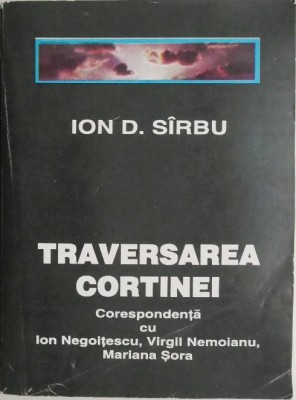 ION D. SÎRBU
TRAVERSAREA
CORTINEI
Corespondență
cu
Ion Negoițescu, Virgil Nemoianu,
Mariana Șora